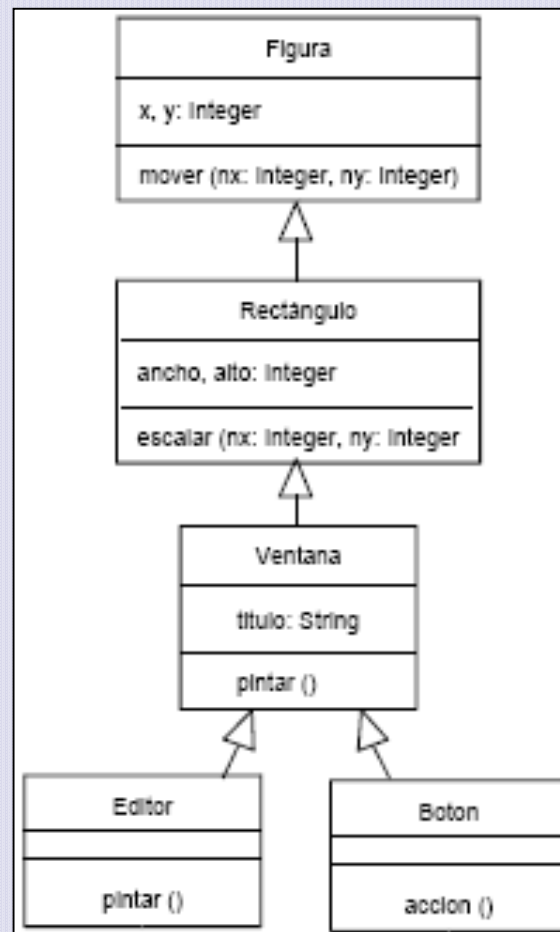 Figura
x, y: Integer
mover (nx: Integer, ny: Integer)
Rectángulo
ancho, alto: Integer
escalar (nx: Integer, ny: Integer
Ventana
titulo: String
pintar ()
Editor
pintar ()
Boton
accion ()